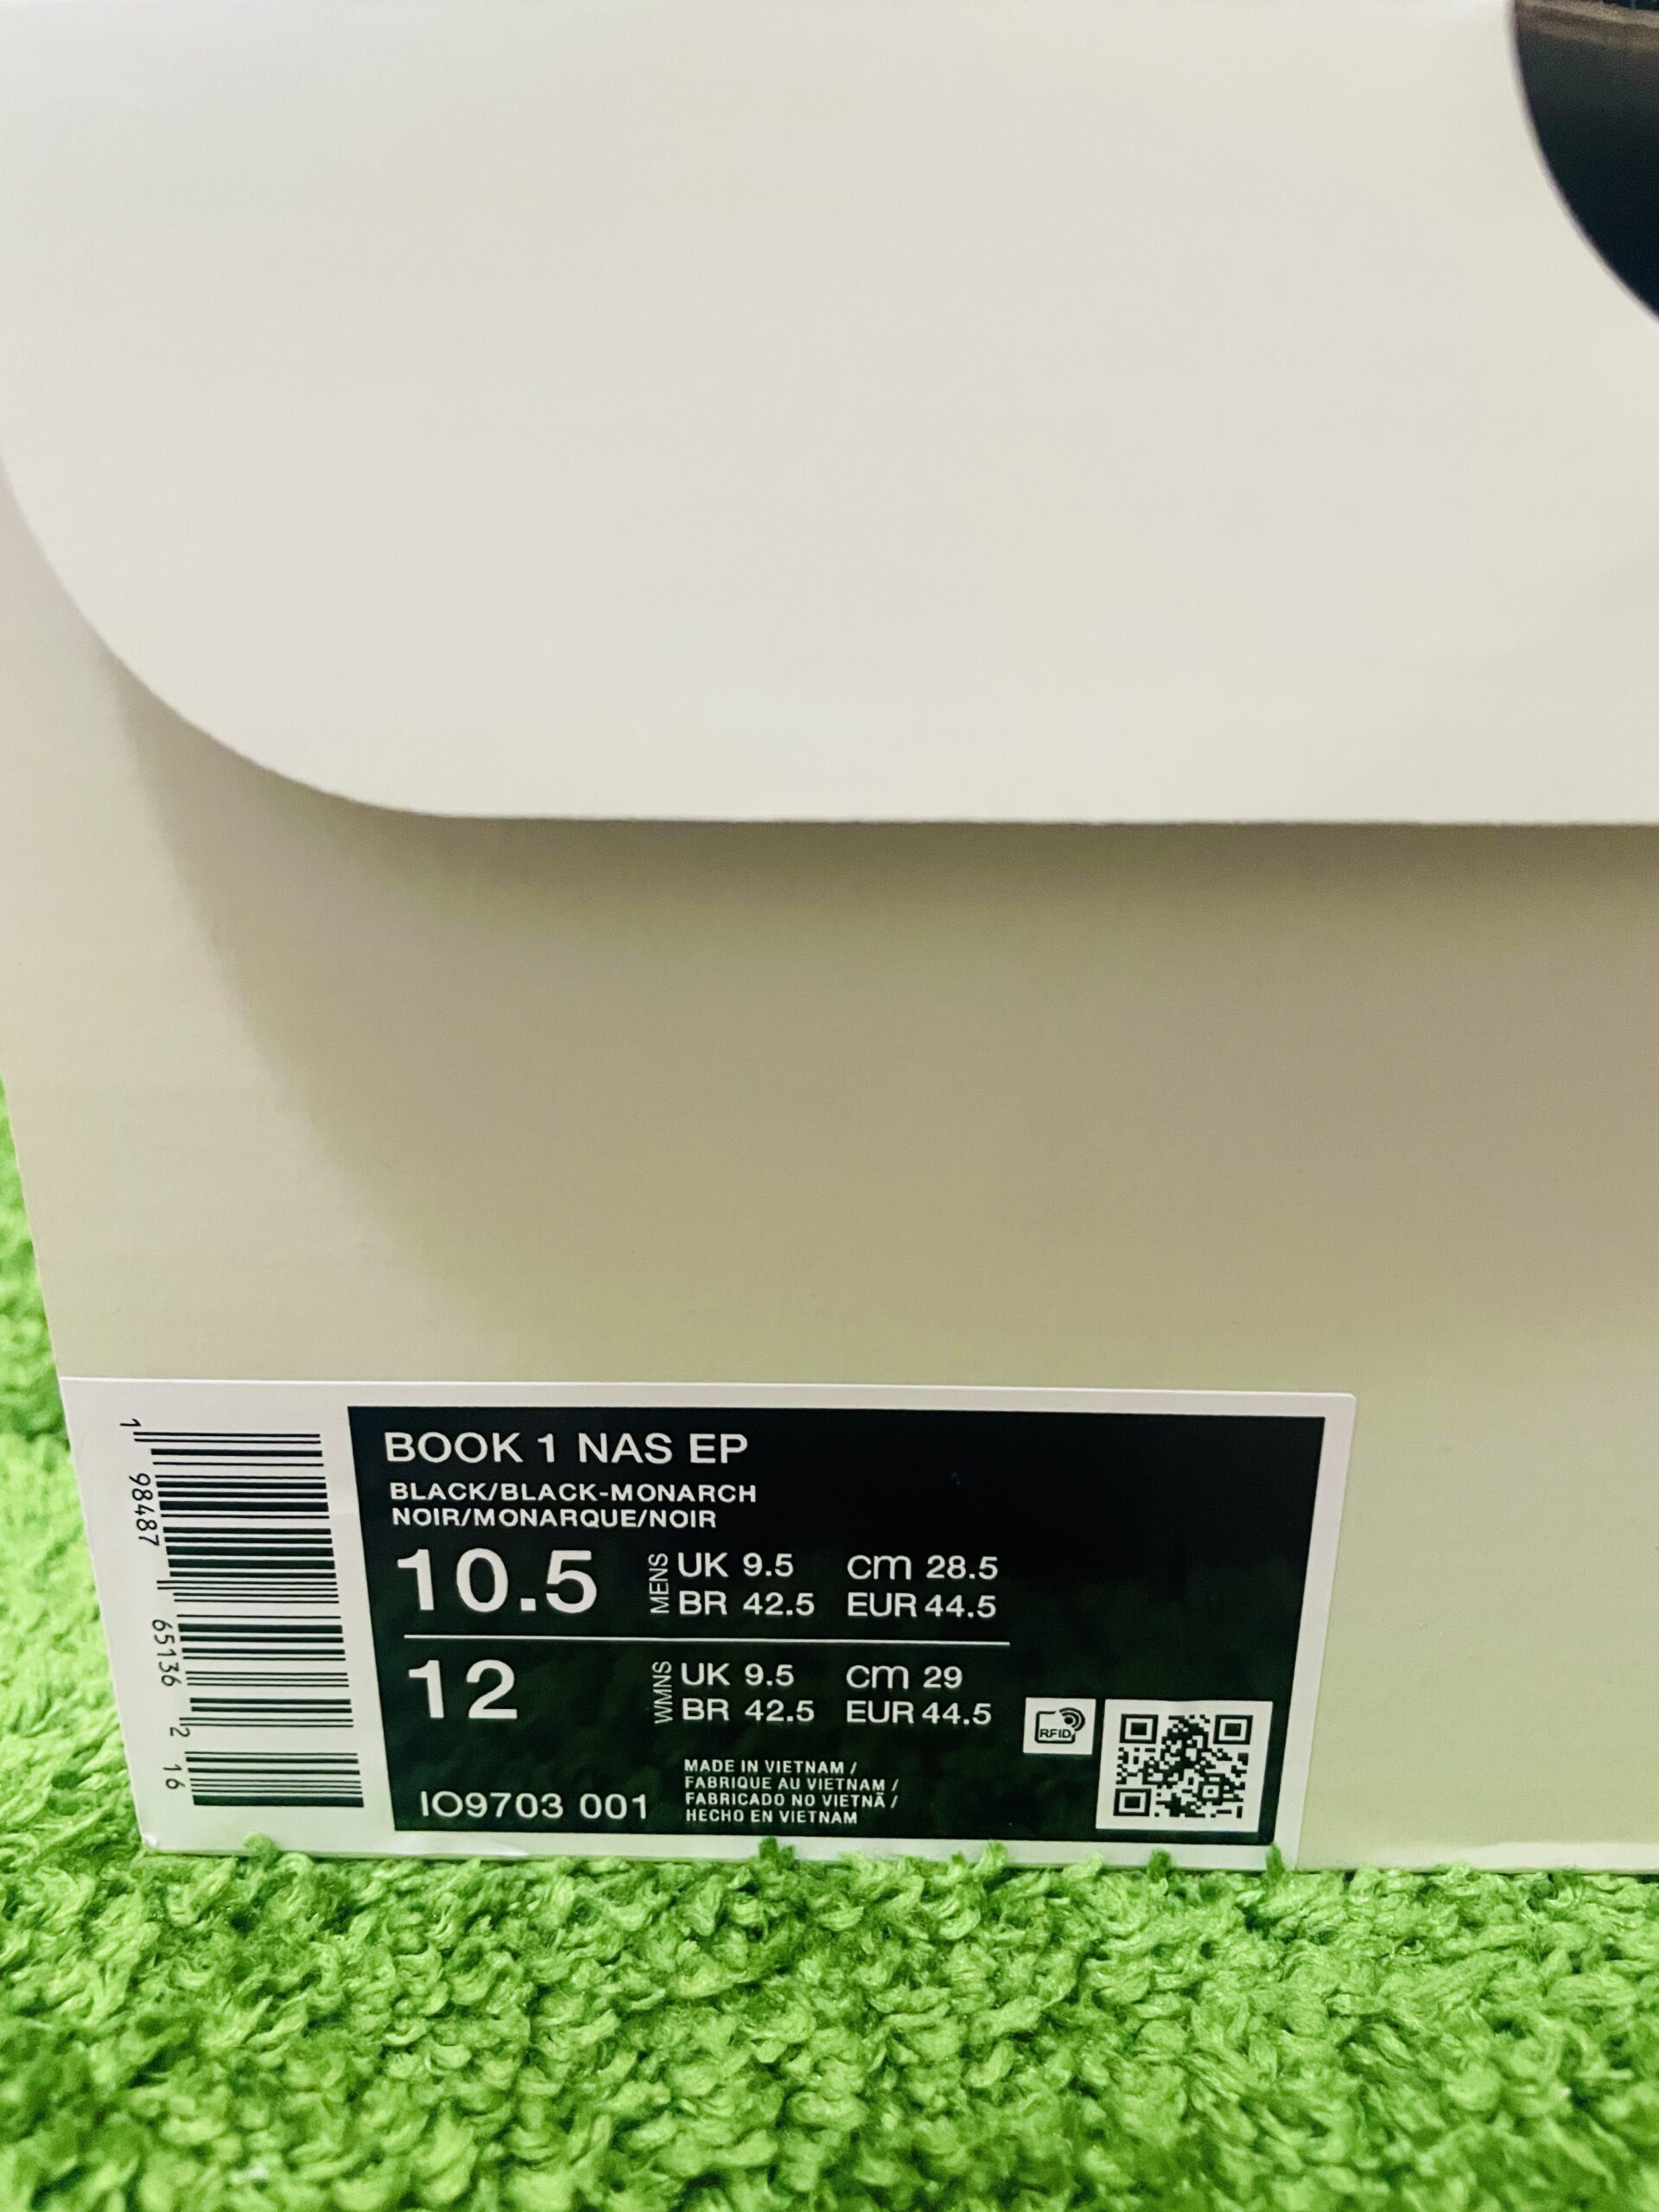 BOOK 1 NAS EP
BLACK/BLACK-MONARCH
NOIR/MONARQUE/NOIR
10.5 MENS UK 9.5 cm 28.5
BR 42.5 EUR 44.5
12 WMNS UK 9.5 cm 29
BR 42.5 EUR 44.5
RFID
IO9703 001
MADE IN VIETNAM /
FABRIQUE AU VIETNAM /
FABRICADO NO VIETNÃ /
HECHO EN VIETNAM
1 98487 65136 2 16